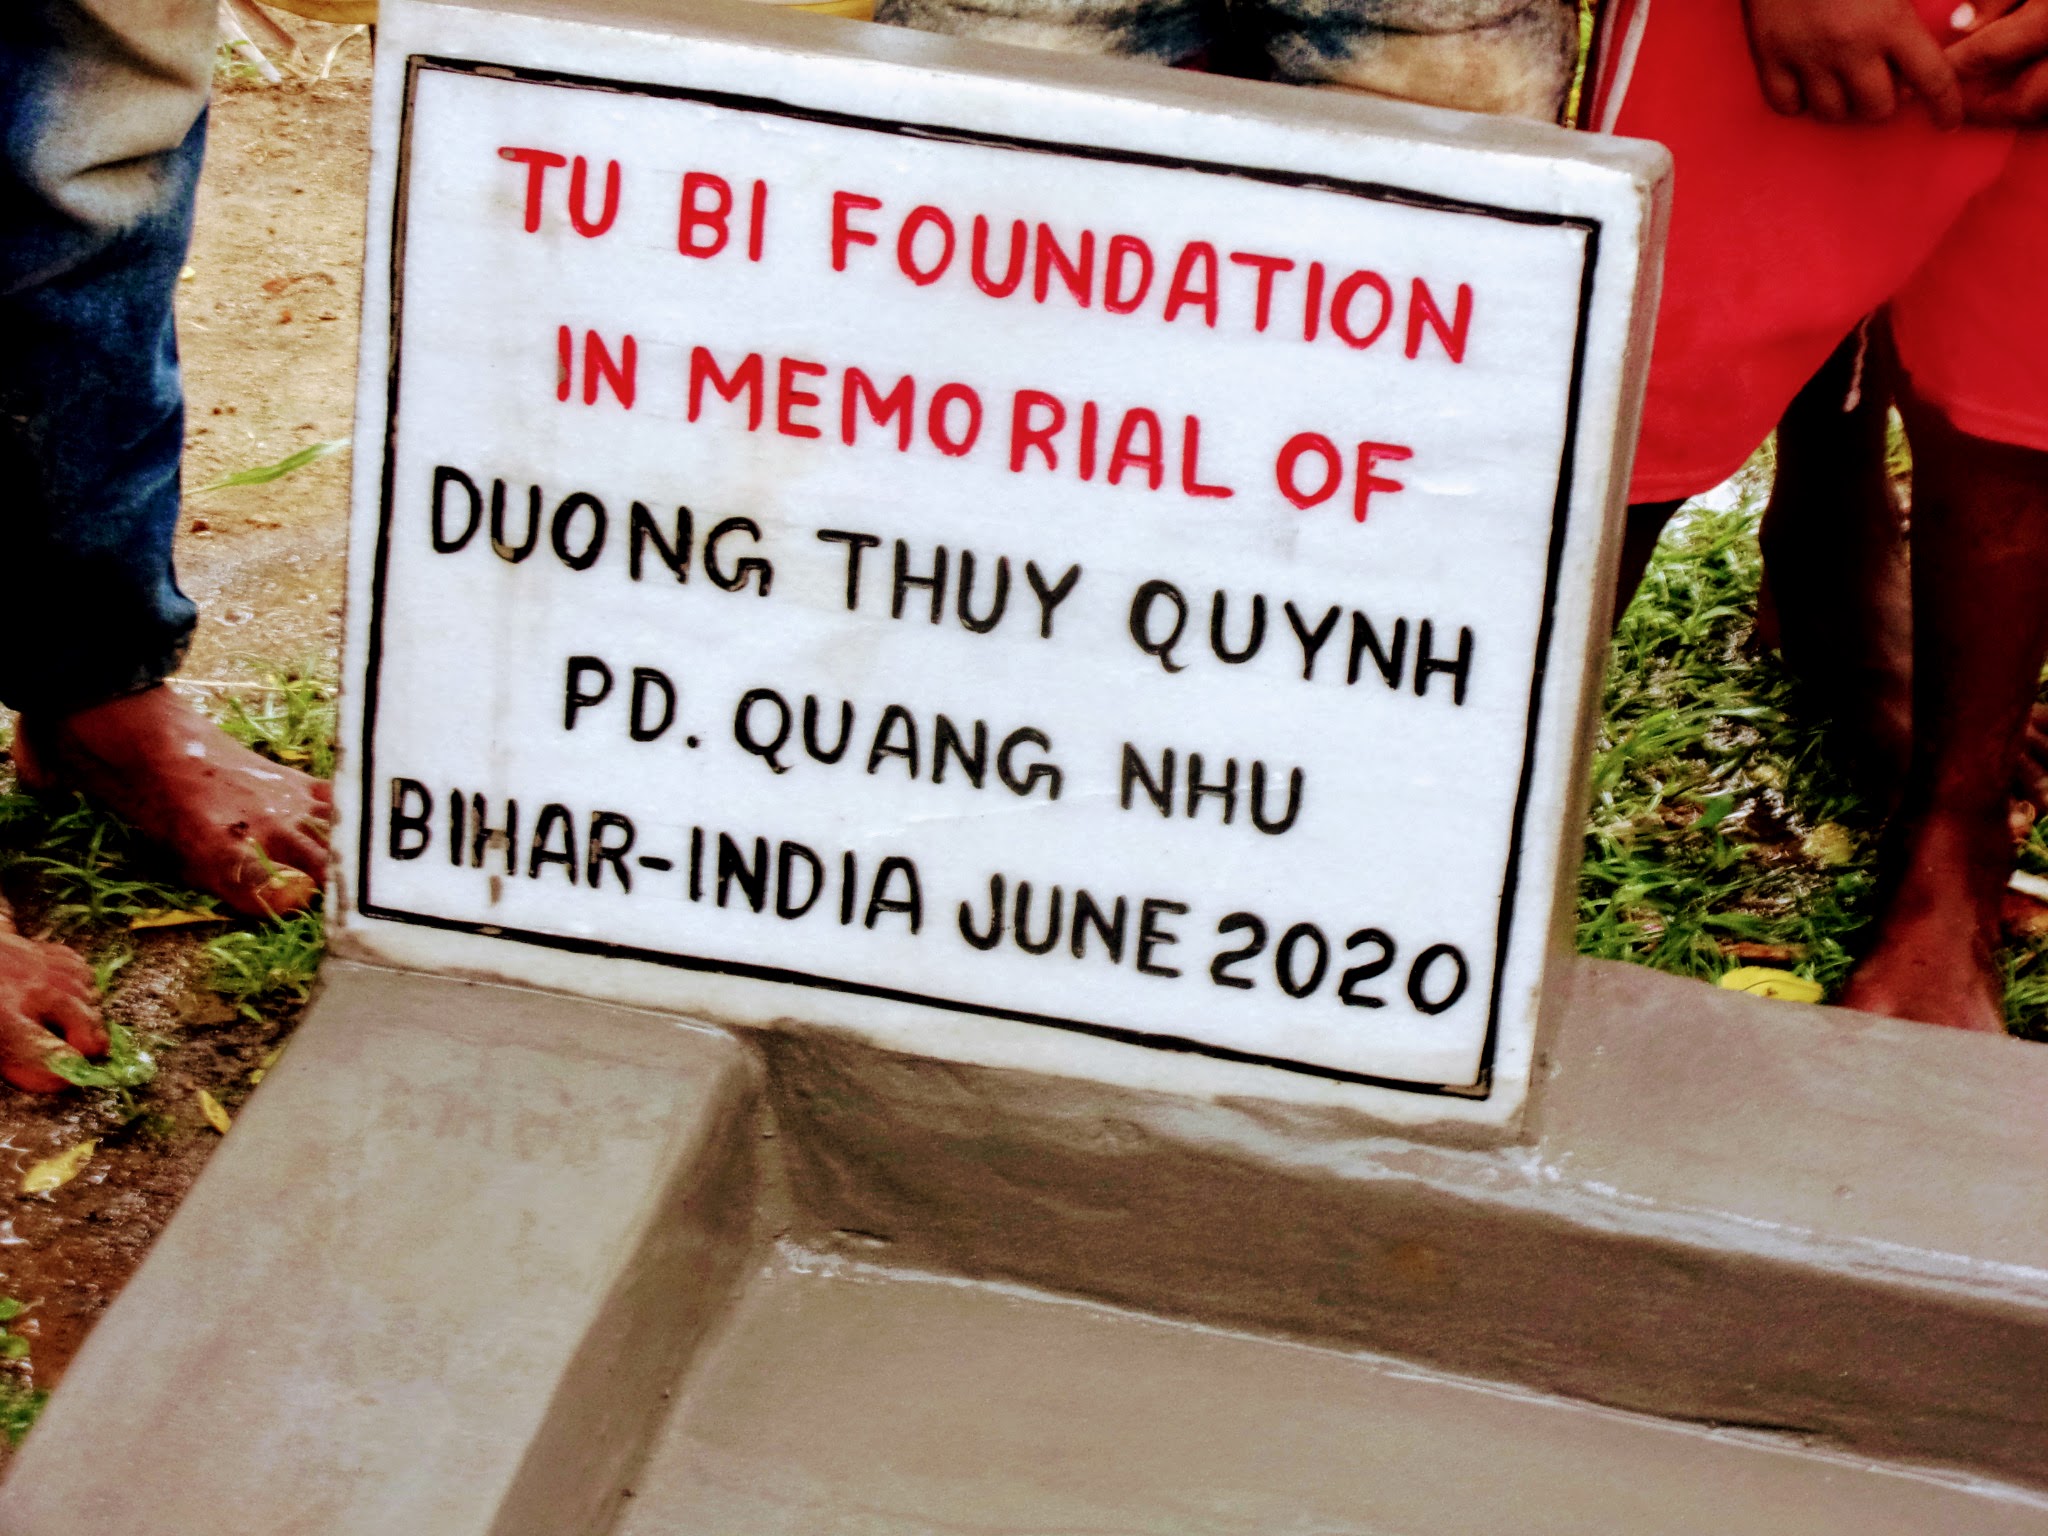 TU BI FOUNDATION
IN MEMORIAL OF
DUONG THUY QUYNH
PD. QUANG NHU
BIHAR-INDIA JUNE 2020